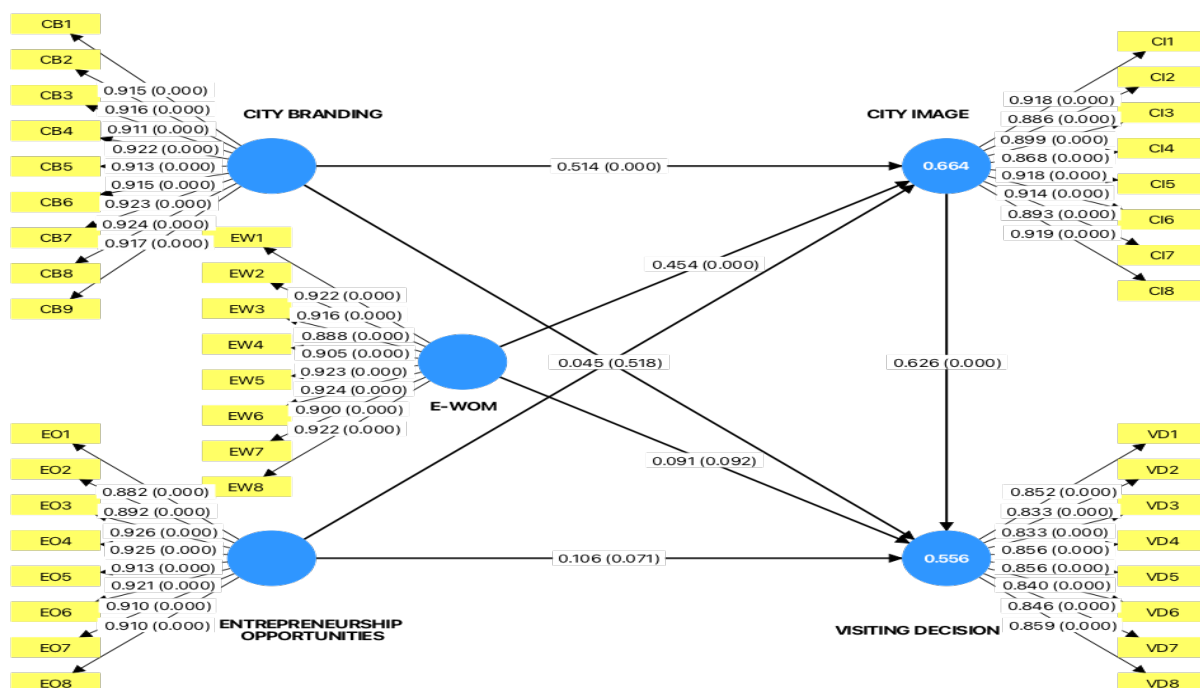 CB1
CB2
CB3
CB4
CB5
CB6
CB7
CB8
CB9
0.915 (0.000)
0.916 (0.000)
0.911 (0.000)
0.922 (0.000)
0.913 (0.000)
0.915 (0.000)
0.923 (0.000)
0.924 (0.000)
0.917 (0.000)
CITY BRANDING
0.514 (0.000)
CITY IMAGE
0.664
CI1
CI2
CI3
CI4
CI5
CI6
CI7
CI8
0.918 (0.000)
0.886 (0.000)
0.899 (0.000)
0.868 (0.000)
0.918 (0.000)
0.914 (0.000)
0.893 (0.000)
0.919 (0.000)
EW1
EW2
EW3
EW4
EW5
EW6
EW7
EW8
0.922 (0.000)
0.916 (0.000)
0.888 (0.000)
0.905 (0.000)
0.923 (0.000)
0.924 (0.000)
0.900 (0.000)
0.922 (0.000)
E-WOM
0.454 (0.000)
0.045 (0.518)
0.626 (0.000)
0.091 (0.092)
EO1
EO2
EO3
EO4
EO5
EO6
EO7
EO8
0.882 (0.000)
0.892 (0.000)
0.926 (0.000)
0.925 (0.000)
0.913 (0.000)
0.921 (0.000)
0.910 (0.000)
0.910 (0.000)
ENTREPRENEURSHIP
OPPORTUNITIES
0.106 (0.071)
0.556
VISITING DECISION
VD1
VD2
VD3
VD4
VD5
VD6
VD7
VD8
0.852 (0.000)
0.833 (0.000)
0.833 (0.000)
0.856 (0.000)
0.856 (0.000)
0.840 (0.000)
0.846 (0.000)
0.859 (0.000)